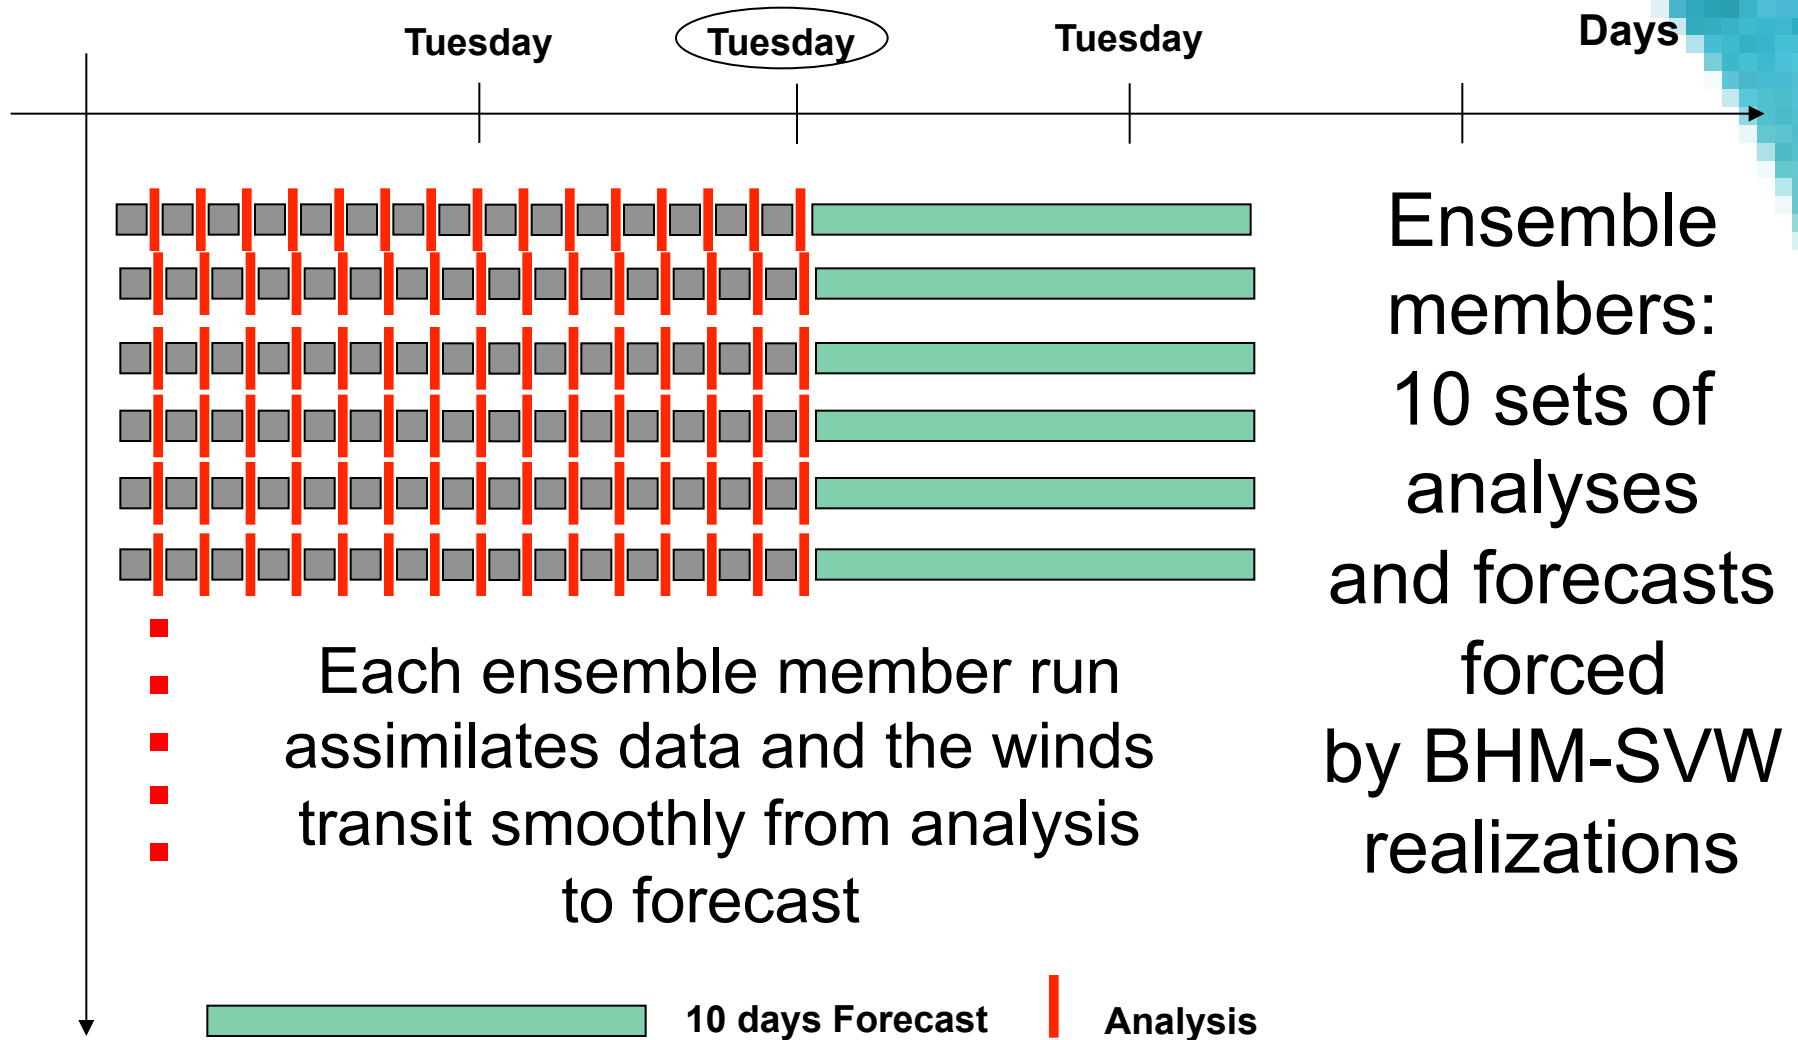 Tuesday Tuesday Tuesday Days
Ensemble
members:
10 sets of
analyses
and forecasts
forced
by BHM-SVW
realizations
Each ensemble member run
assimilates data and the winds
transit smoothly from analysis
to forecast
10 days Forecast Analysis